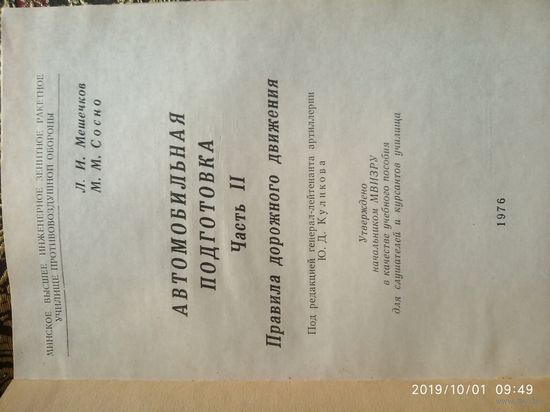 МИНСКОЕ ВЫСШЕЕ ИНЖЕНЕРНОЕ ЗЕНИТНОЕ РАКЕТНОЕ
УЧИЛИЩЕ ПРОТИВОВОЗДУШНОЙ ОБОРОНЫ
Л. И. Мешечков
М. М. Сосно
АВТОМОБИЛЬНАЯ
ПОДГОТОВКА
Часть II
Правила дорожного движения
Под редакцией генерал-лейтенанта артиллерии
Ю. Д. Куликова
Утверждено
начальником МВИЗРУ
в качестве учебного пособия
для слушателей и курсантов училища
1976
2019/10/01 09:49